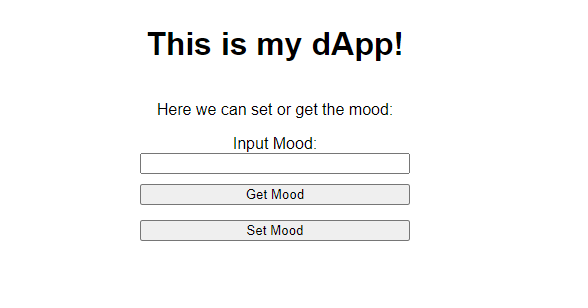 This is my dApp!
Here we can set or get the mood:
Input Mood:
Get Mood
Set Mood